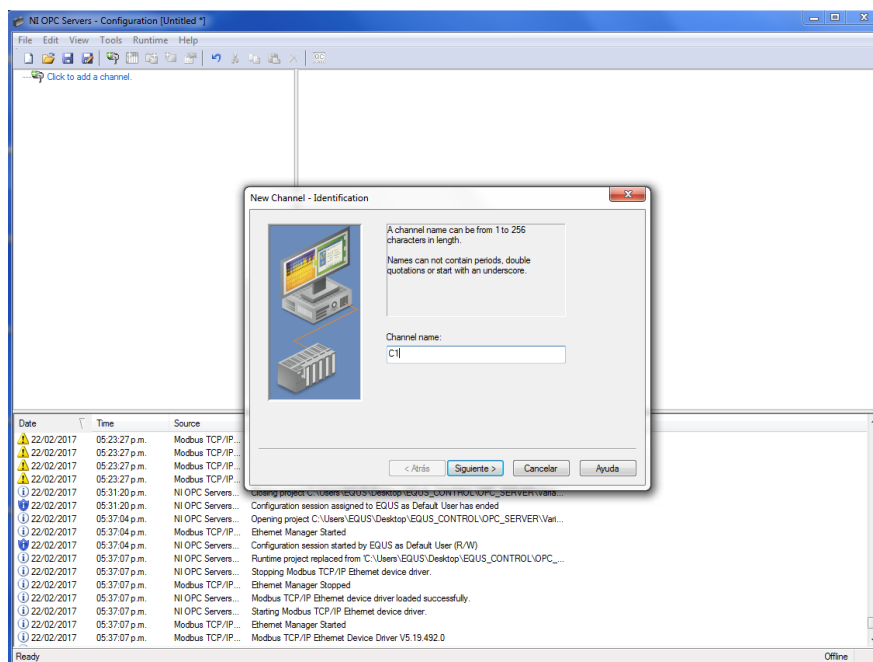 NI OPC Servers - Configuration [Untitled *]
File Edit View Tools Runtime Help
Click to add a channel.
New Channel - Identification
A channel name can be from 1 to 256
characters in length.
Names can not contain periods, double
quotations or start with an underscore.
Channel name:
C1
< Atrás Siguiente > Cancelar Ayuda
Date Time Source
22/02/2017 05:23:27 p.m. Modbus TCP/IP...
22/02/2017 05:23:27 p.m. Modbus TCP/IP...
22/02/2017 05:23:27 p.m. Modbus TCP/IP...
22/02/2017 05:23:27 p.m. Modbus TCP/IP...
22/02/2017 05:31:20 p.m. NI OPC Servers... Closing project C:\Users\EQUS\Desktop\EQUS_CONTROL\OPC_SERVER\Varia...
22/02/2017 05:31:20 p.m. NI OPC Servers... Configuration session assigned to EQUS as Default User has ended
22/02/2017 05:37:04 p.m. NI OPC Servers... Opening project C:\Users\EQUS\Desktop\EQUS_CONTROL\OPC_SERVER\Vari...
22/02/2017 05:37:04 p.m. Modbus TCP/IP... Ethernet Manager Started
22/02/2017 05:37:04 p.m. NI OPC Servers... Configuration session started by EQUS as Default User (R/W)
22/02/2017 05:37:07 p.m. NI OPC Servers... Runtime project replaced from 'C:\Users\EQUS\Desktop\EQUS_CONTROL\OPC_...
22/02/2017 05:37:07 p.m. NI OPC Servers... Stopping Modbus TCP/IP Ethernet device driver.
22/02/2017 05:37:07 p.m. Modbus TCP/IP... Ethernet Manager Stopped
22/02/2017 05:37:07 p.m. NI OPC Servers... Modbus TCP/IP Ethernet device driver loaded successfully.
22/02/2017 05:37:07 p.m. NI OPC Servers... Starting Modbus TCP/IP Ethernet device driver.
22/02/2017 05:37:07 p.m. Modbus TCP/IP... Ethernet Manager Started
22/02/2017 05:37:07 p.m. Modbus TCP/IP... Modbus TCP/IP Ethernet Device Driver V5.19.492.0
Ready Offline